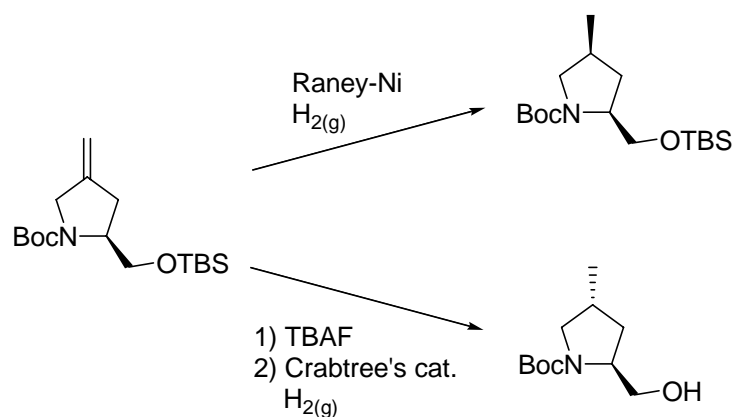 Raney-Ni
H2(g)
BocN
OTBS
BocN
OTBS
1) TBAF
2) Crabtree's cat.
H2(g)
BocN
OH